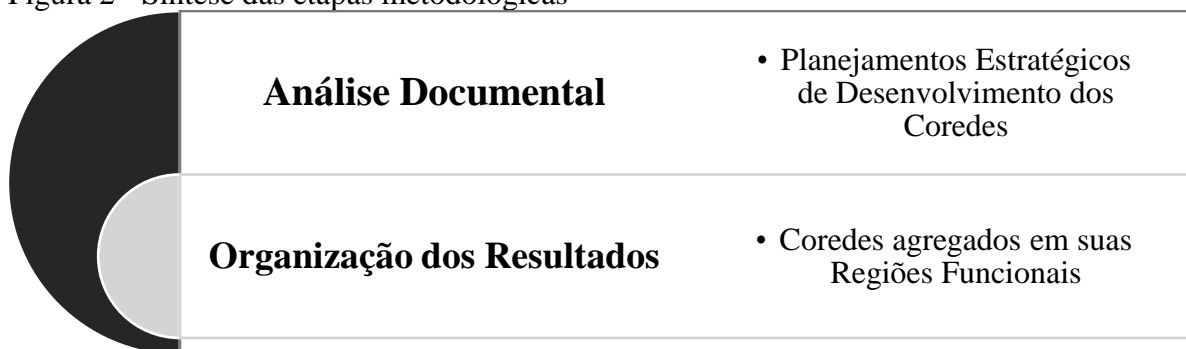 Figura 2 - Síntese das etapas metodológicas
Análise Documental
• Planejamentos Estratégicos
de Desenvolvimento dos
Coredes
Organização dos Resultados
• Coredes agregados em suas
Regiões Funcionais